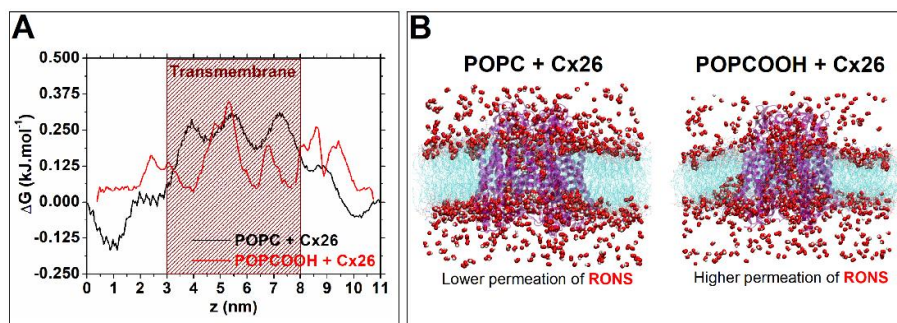 A
ΔG (kJ.mol⁻¹)
0.500
0.375
0.250
0.125
0.000
-0.125
-0.250
Transmembrane
POPC + Cx26
POPCOOH + Cx26
0 1 2 3 4 5 6 7 8 9 10 11
z (nm)
B
POPC + Cx26
POPCOOH + Cx26
Lower permeation of RONS
Higher permeation of RONS